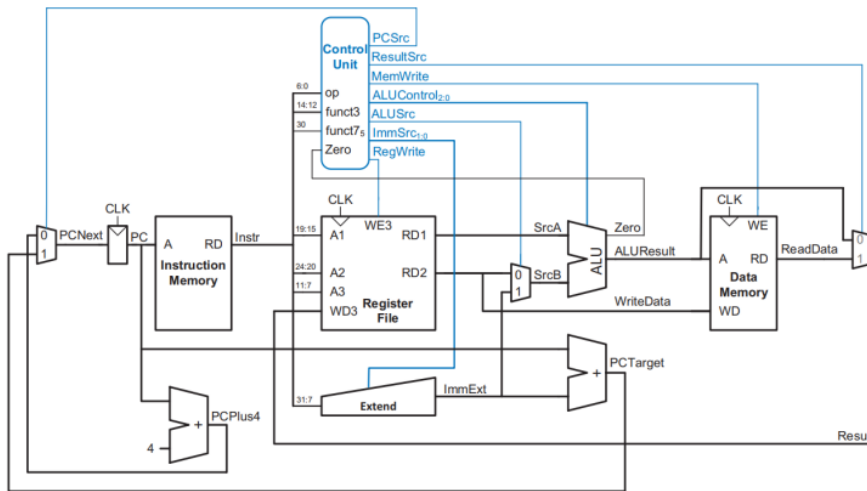 PCSrc
Control
Unit
ResultSrc
MemWrite
6:0
op
ALUControl2:0
14:12
funct3
ALUSrc
30
funct75
ImmSrc1:0
Zero
RegWrite
CLK
CLK
CLK
0
1
PCNext
PC
A
RD
Instruction
Memory
Instr
19:15
A1
WE3
RD1
24:20
A2
RD2
11:7
A3
WD3
Register
File
SrcA
0
1
SrcB
ALU
Zero
ALUResult
WriteData
WE
A
RD
Data
Memory
WD
ReadData
0
1
+
PCTarget
ImmExt
31:7
Extend
+
PCPlus4
4
Resu